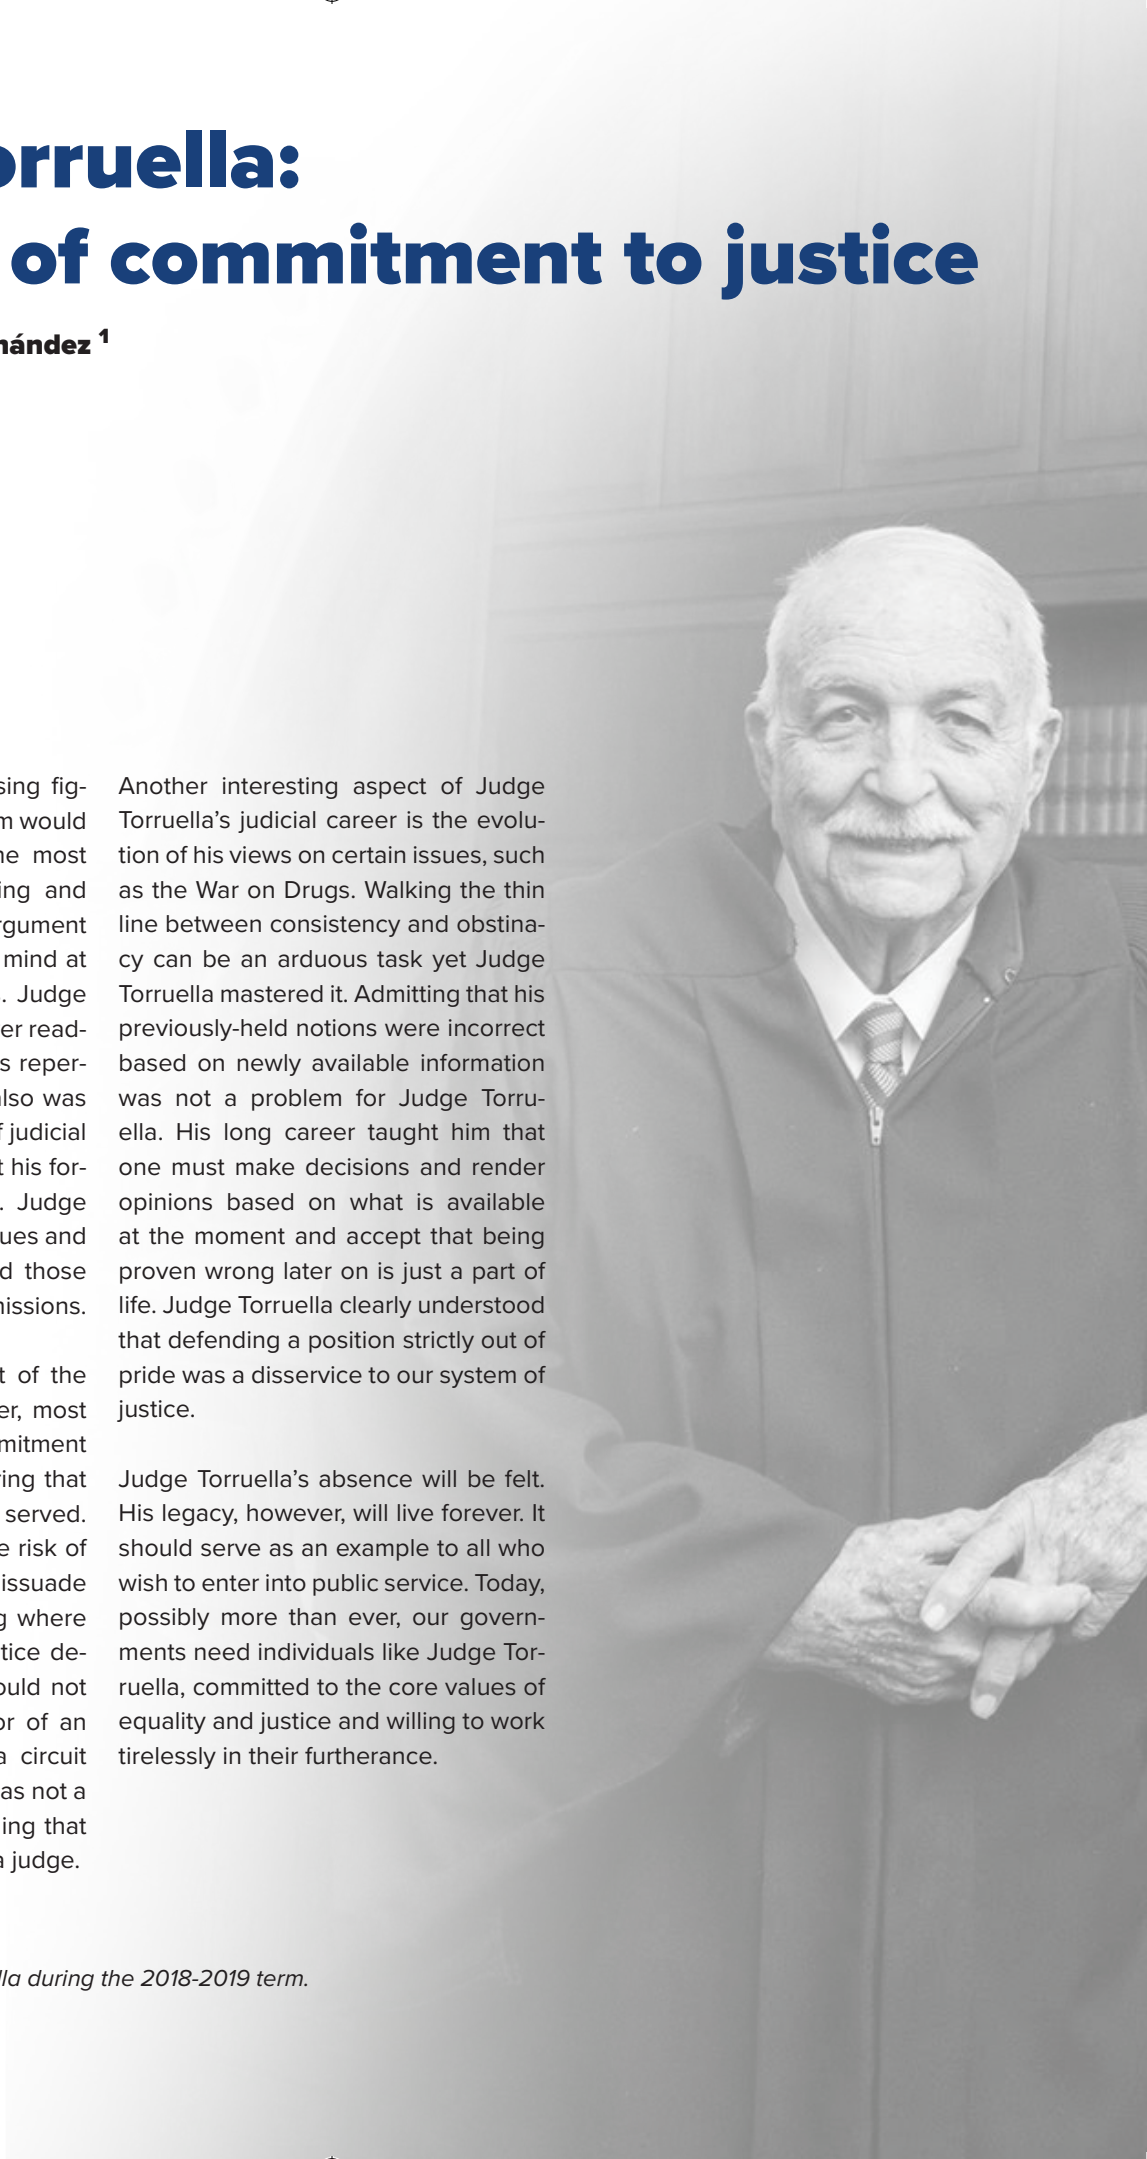 orruella:
of commitment to justice
nández 1
sing fig-
m would
ne most
ing and
rgument
mind at
. Judge
er read-
s reper-
also was
f judicial
t his for-
. Judge
ues and
d those
issions.
t of the
er, most
mitment
ing that
served.
e risk of
issuade
g where
tice de-
ould not
or of an
a circuit
as not a
ing that
a judge.
Another interesting aspect of Judge
Torruella's judicial career is the evolu-
tion of his views on certain issues, such
as the War on Drugs. Walking the thin
line between consistency and obstina-
cy can be an arduous task yet Judge
Torruella mastered it. Admitting that his
previously-held notions were incorrect
based on newly available information
was not a problem for Judge Torru-
ella. His long career taught him that
one must make decisions and render
opinions based on what is available
at the moment and accept that being
proven wrong later on is just a part of
life. Judge Torruella clearly understood
that defending a position strictly out of
pride was a disservice to our system of
justice.
Judge Torruella's absence will be felt.
His legacy, however, will live forever. It
should serve as an example to all who
wish to enter into public service. Today,
possibly more than ever, our govern-
ments need individuals like Judge Tor-
ruella, committed to the core values of
equality and justice and willing to work
tirelessly in their furtherance.
lla during the 2018-2019 term.